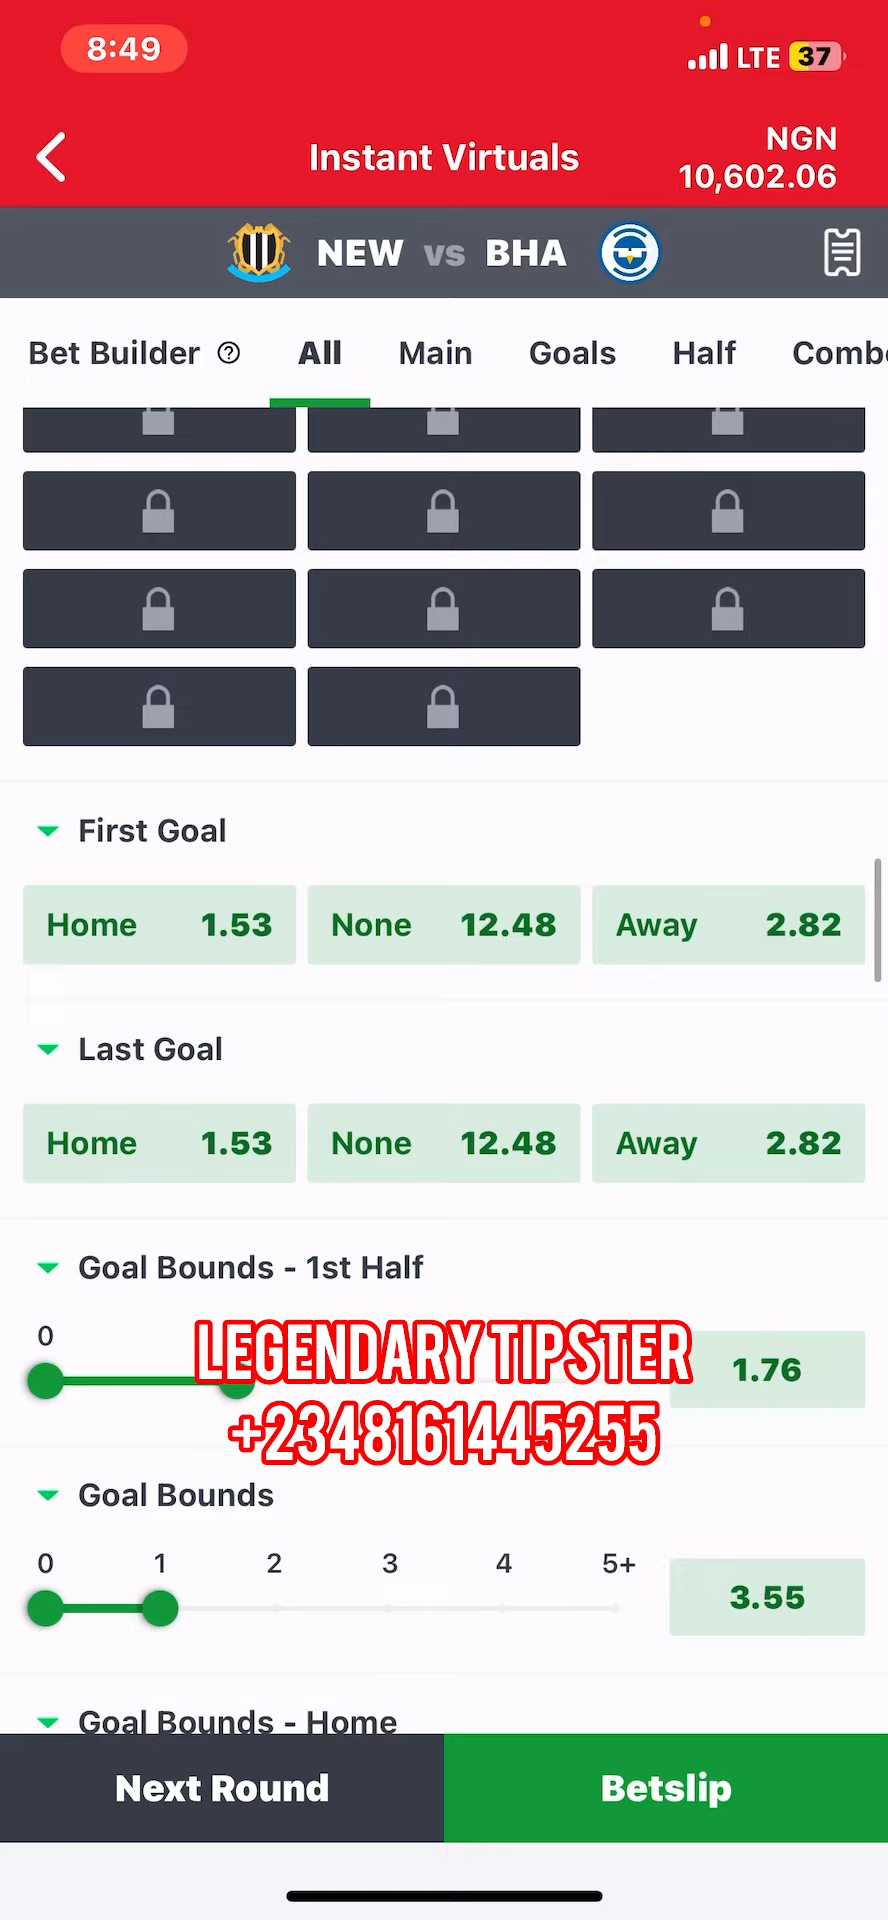 8:49
LTE 37
Instant Virtuals
NGN
10,602.06
NEW vs BHA
Bet Builder ? All Main Goals Half Comb
First Goal
Home 1.53 None 12.48 Away 2.82
Last Goal
Home 1.53 None 12.48 Away 2.82
Goal Bounds - 1st Half
0
1.76
LEGENDARY TIPSTER
+2348161445255
Goal Bounds
0 1 2 3 4 5+
3.55
Goal Bounds - Home
Next Round Betslip